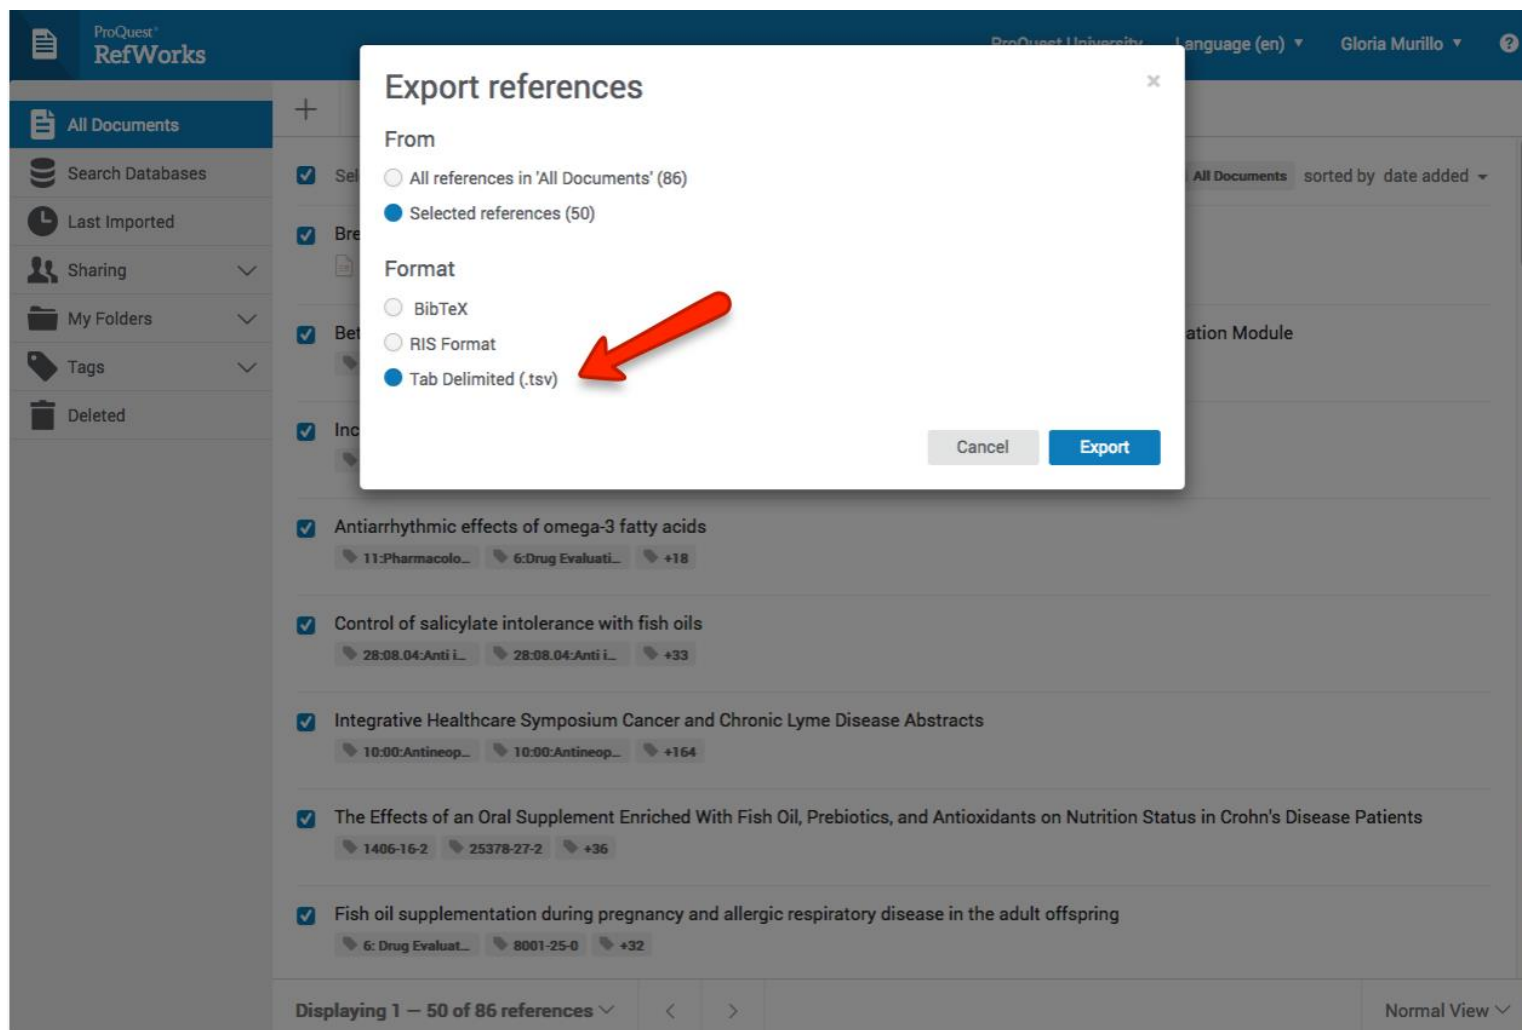 ProQuest®
RefWorks
Language (en)
Gloria Murillo
All Documents
Search Databases
Last Imported
Sharing
My Folders
Tags
Deleted
All Documents sorted by date added
ation Module
Export references
From
All references in 'All Documents' (86)
Selected references (50)
Format
BibTeX
RIS Format
Tab Delimited (.tsv)
Cancel Export
Sel
Bre
Bet
Inc
Antiarrhythmic effects of omega-3 fatty acids
11:Pharmacolo... 6:Drug Evaluati... +18
Control of salicylate intolerance with fish oils
28:08.04:Anti i... 28:08.04:Anti i... +33
Integrative Healthcare Symposium Cancer and Chronic Lyme Disease Abstracts
10:00:Antineop... 10:00:Antineop... +164
The Effects of an Oral Supplement Enriched With Fish Oil, Prebiotics, and Antioxidants on Nutrition Status in Crohn's Disease Patients
1406-16-2 25378-27-2 +36
Fish oil supplementation during pregnancy and allergic respiratory disease in the adult offspring
6: Drug Evaluat... 8001-25-0 +32
Displaying 1 — 50 of 86 references < >
Normal View